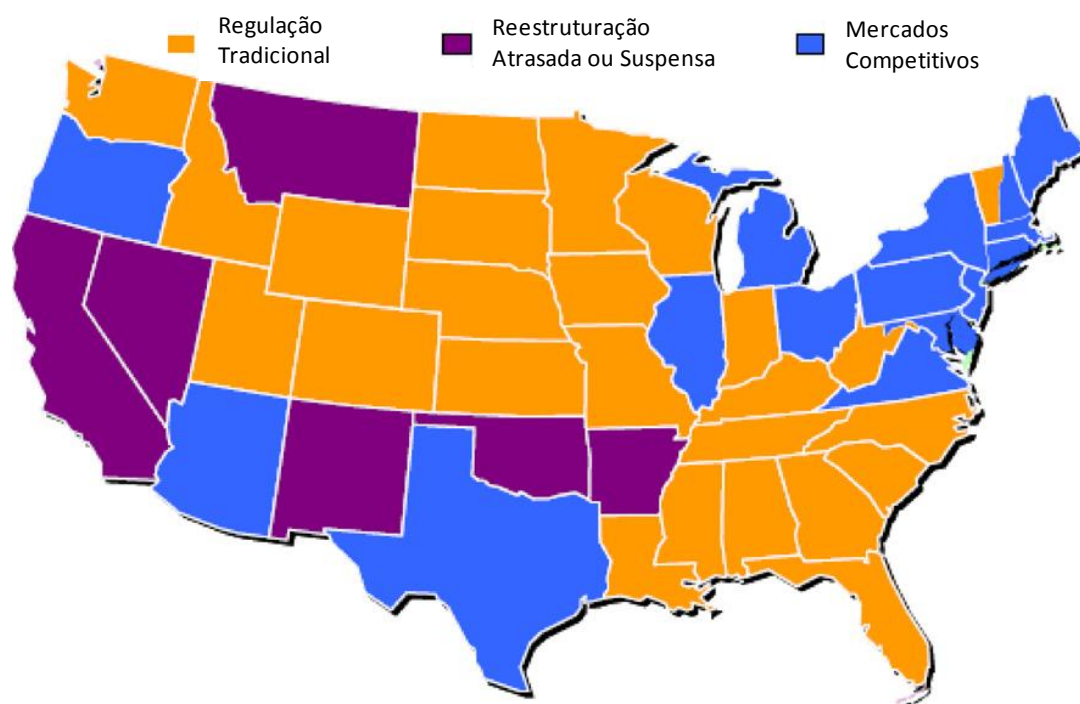 Regulação
Tradicional
Reestruturação
Atrasada ou Suspensa
Mercados
Competitivos